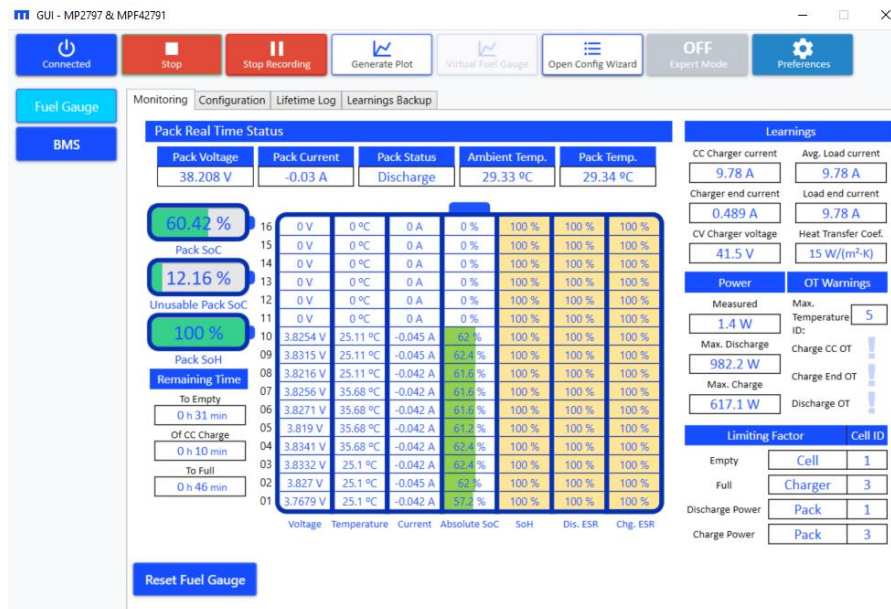 GUI - MP2797 & MPF42791
Connected Stop Stop Recording Generate Plot Virtual Fuel Gauge Open Config Wizard OFF Expert Mode Preferences
Fuel Gauge
BMS
Monitoring Configuration Lifetime Log Learnings Backup
Pack Real Time Status
Pack Voltage Pack Current Pack Status Ambient Temp. Pack Temp.
38.208 V -0.03 A Discharge 29.33 ºC 29.34 ºC
60.42 %
Pack SoC
12.16 %
Unusable Pack SoC
100 %
Pack SoH
Remaining Time
To Empty
0 h 31 min
Of CC Charge
0 h 10 min
To Full
0 h 46 min
16 0 V 0 ºC 0 A 0 % 100 % 100 % 100 %
15 0 V 0 ºC 0 A 0 % 100 % 100 % 100 %
14 0 V 0 ºC 0 A 0 % 100 % 100 % 100 %
13 0 V 0 ºC 0 A 0 % 100 % 100 % 100 %
12 0 V 0 ºC 0 A 0 % 100 % 100 % 100 %
11 0 V 0 ºC 0 A 0 % 100 % 100 % 100 %
10 3.8254 V 25.11 ºC -0.045 A 62 % 100 % 100 % 100 %
09 3.8315 V 25.11 ºC -0.045 A 62.4 % 100 % 100 % 100 %
08 3.8216 V 25.11 ºC -0.042 A 61.6 % 100 % 100 % 100 %
07 3.8256 V 35.68 ºC -0.042 A 61.6 % 100 % 100 % 100 %
06 3.8271 V 35.68 ºC -0.042 A 61.6 % 100 % 100 % 100 %
05 3.819 V 35.68 ºC -0.042 A 61.2 % 100 % 100 % 100 %
04 3.8341 V 35.68 ºC -0.042 A 62.4 % 100 % 100 % 100 %
03 3.8332 V 25.1 ºC -0.042 A 62.4 % 100 % 100 % 100 %
02 3.827 V 25.1 ºC -0.042 A 62 % 100 % 100 % 100 %
01 3.7679 V 25.1 ºC -0.042 A 57.2 % 100 % 100 % 100 %
Voltage Temperature Current Absolute SoC SoH Dis. ESR Chg. ESR
Reset Fuel Gauge
Learnings
CC Charger current Avg. Load current
9.78 A 9.78 A
Charger end current Load end current
0.489 A 9.78 A
CV Charger voltage Heat Transfer Coef.
41.5 V 15 W/(m²·K)
Power
Measured
1.4 W
Max. Discharge
982.2 W
Max. Charge
617.1 W
OT Warnings
Max. Temperature ID: 5
Charge CC OT !
Charge End OT !
Discharge OT !
Limiting Factor Cell ID
Empty Cell 1
Full Charger 3
Discharge Power Pack 1
Charge Power Pack 3